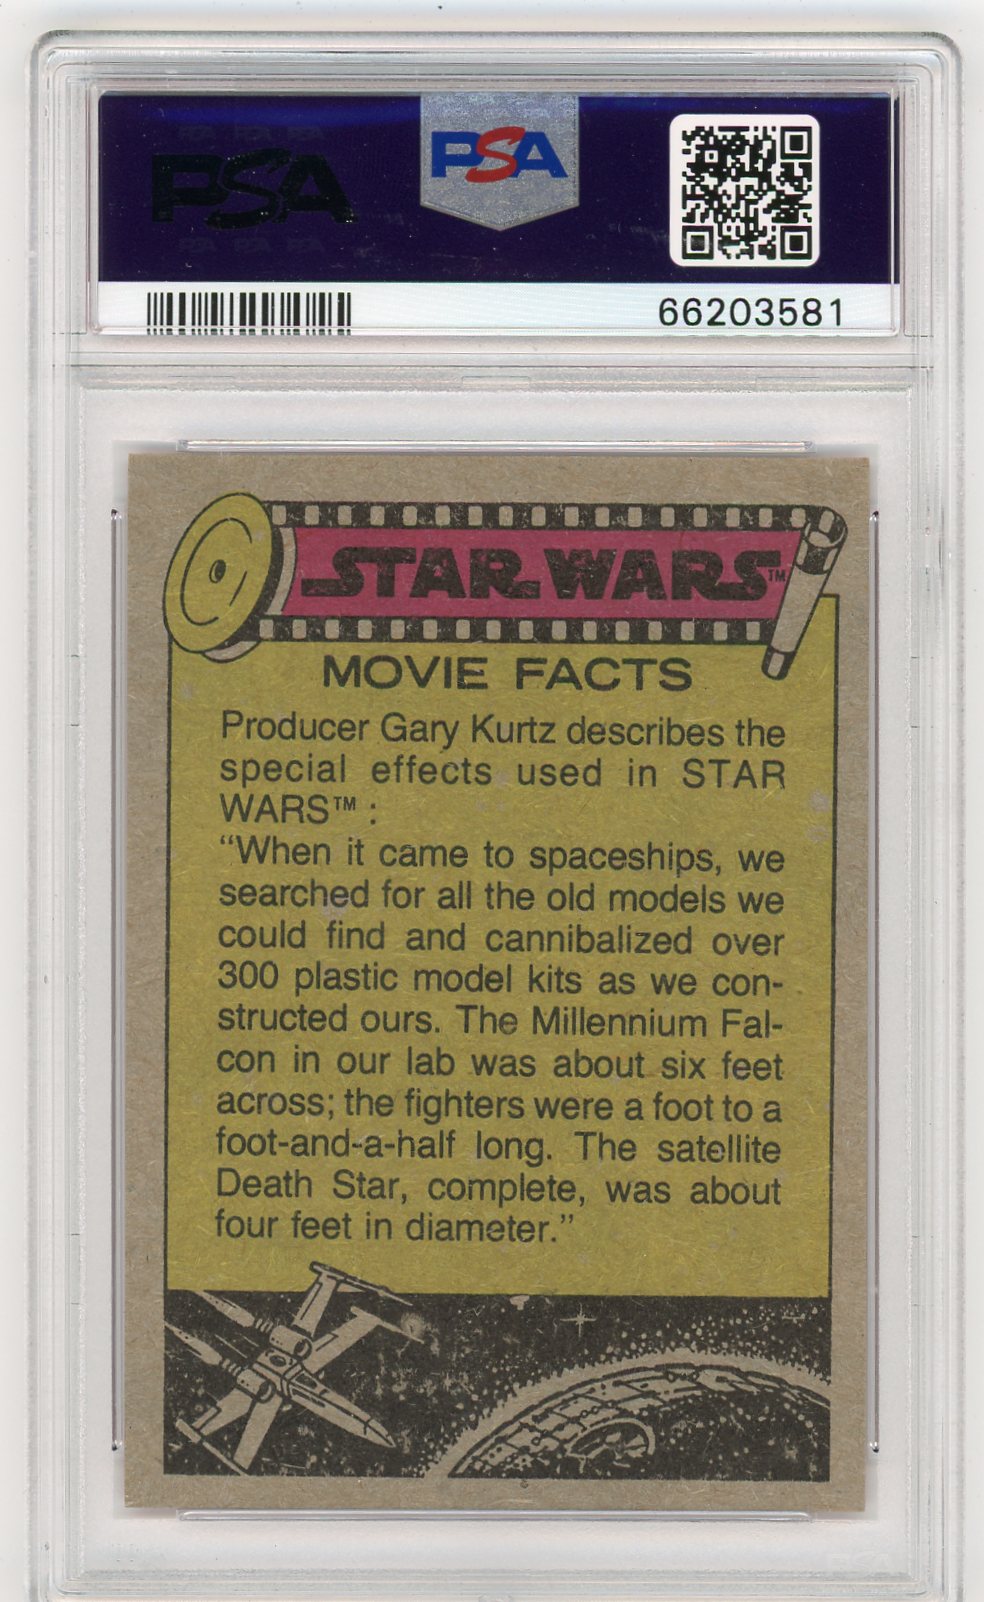 PSA
PSA
66203581
STAR WARS™
MOVIE FACTS
Producer Gary Kurtz describes the
special effects used in STAR
WARS™ :
“When it came to spaceships, we
searched for all the old models we
could find and cannibalized over
300 plastic model kits as we con-
structed ours. The Millennium Fal-
con in our lab was about six feet
across; the fighters were a foot to a
foot-and-a-half long. The satellite
Death Star, complete, was about
four feet in diameter.”